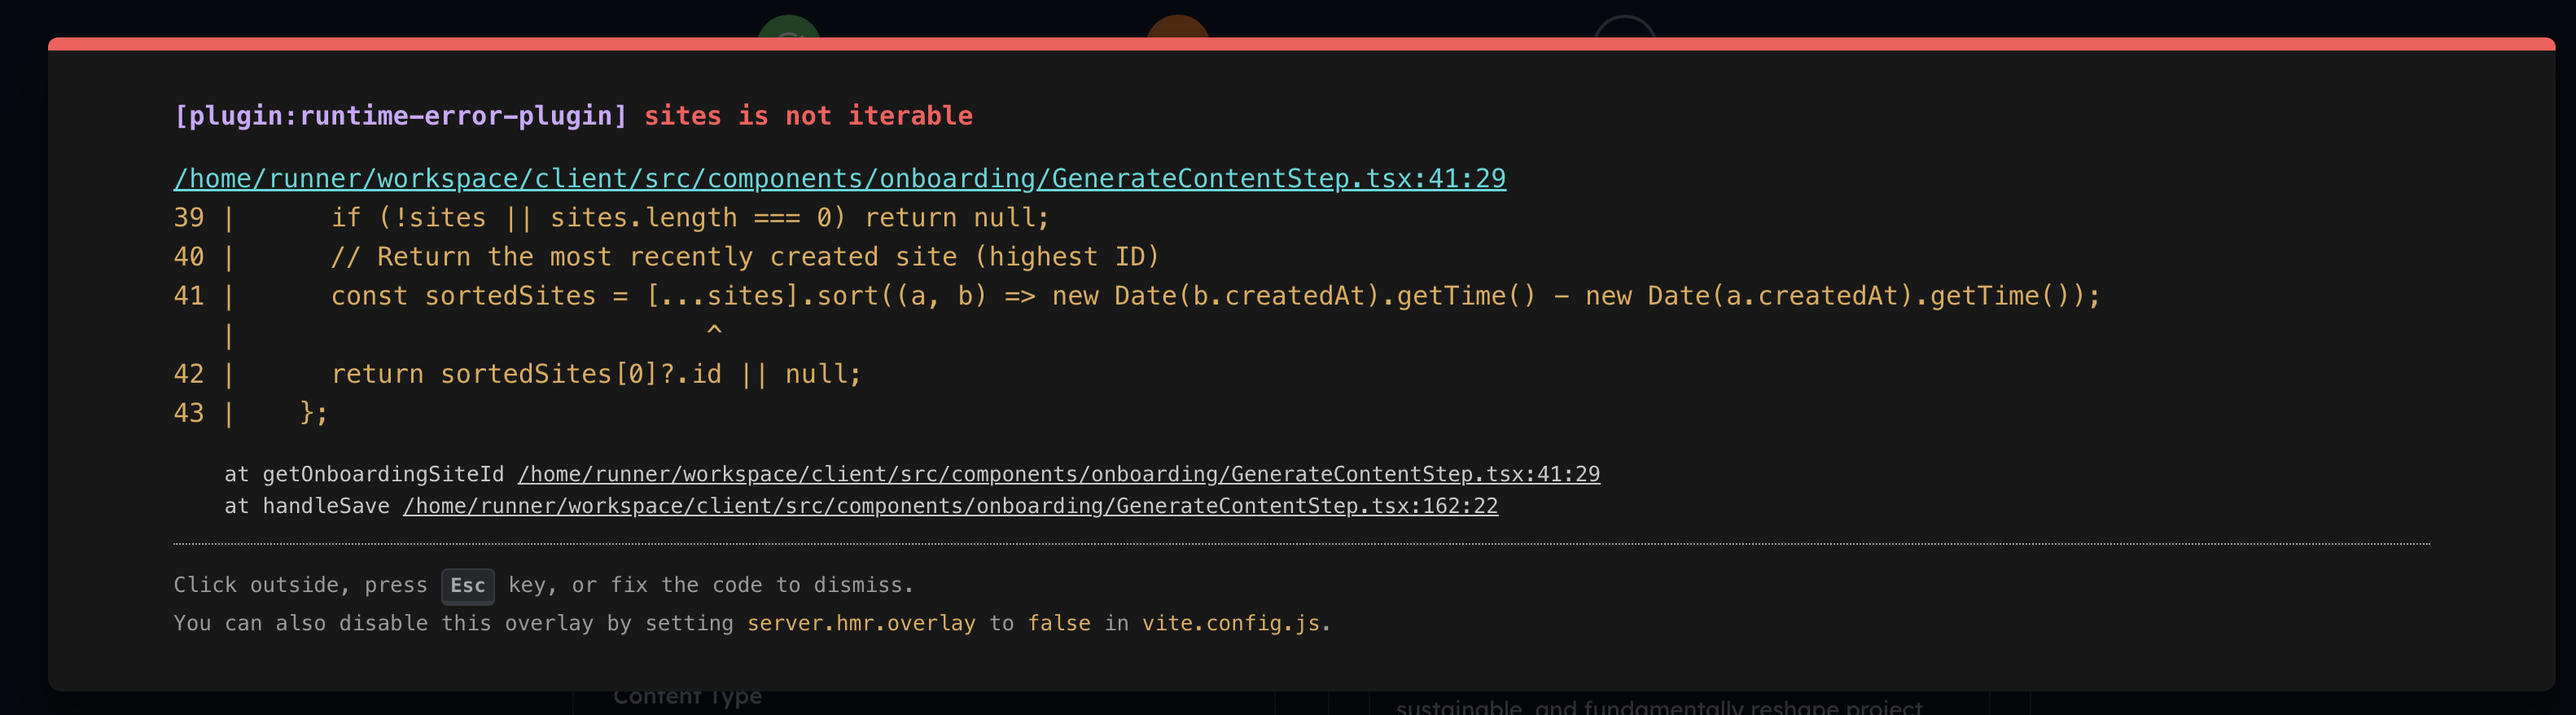 [plugin:runtime-error-plugin] sites is not iterable
/home/runner/workspace/client/src/components/onboarding/GenerateContentStep.tsx:41:29
39 |      if (!sites || sites.length === 0) return null;
40 |      // Return the most recently created site (highest ID)
41 |      const sortedSites = [...sites].sort((a, b) => new Date(b.createdAt).getTime() - new Date(a.createdAt).getTime());
   |                              ^
42 |      return sortedSites[0]?.id || null;
43 |    };
    at getOnboardingSiteId /home/runner/workspace/client/src/components/onboarding/GenerateContentStep.tsx:41:29
    at handleSave /home/runner/workspace/client/src/components/onboarding/GenerateContentStep.tsx:162:22
Click outside, press Esc key, or fix the code to dismiss.
You can also disable this overlay by setting server.hmr.overlay to false in vite.config.js.
Content Type
sustainable, and fundamentally reshape project